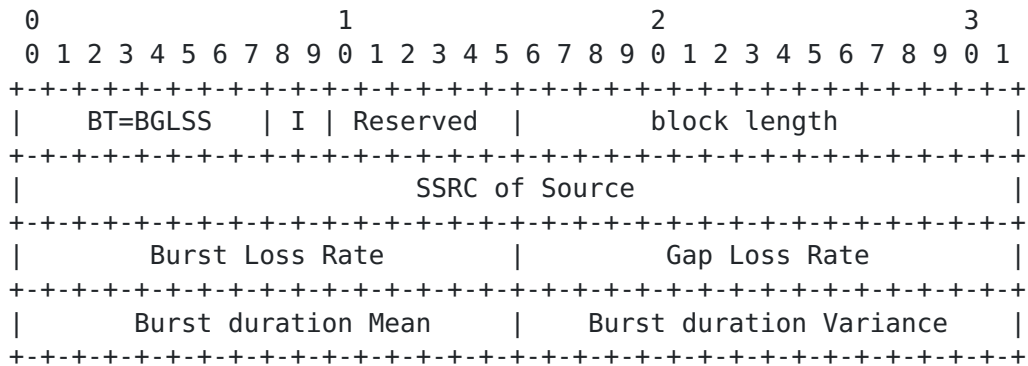 0                   1                   2                   3
 0 1 2 3 4 5 6 7 8 9 0 1 2 3 4 5 6 7 8 9 0 1 2 3 4 5 6 7 8 9 0 1
+-+-+-+-+-+-+-+-+-+-+-+-+-+-+-+-+-+-+-+-+-+-+-+-+-+-+-+-+-+-+-+-+
|    BT=BGLSS   | I | Reserved  |        block length           |
+-+-+-+-+-+-+-+-+-+-+-+-+-+-+-+-+-+-+-+-+-+-+-+-+-+-+-+-+-+-+-+-+
|                         SSRC of Source                        |
+-+-+-+-+-+-+-+-+-+-+-+-+-+-+-+-+-+-+-+-+-+-+-+-+-+-+-+-+-+-+-+-+
|        Burst Loss Rate        |         Gap Loss Rate         |
+-+-+-+-+-+-+-+-+-+-+-+-+-+-+-+-+-+-+-+-+-+-+-+-+-+-+-+-+-+-+-+-+
|       Burst duration Mean     |    Burst duration Variance    |
+-+-+-+-+-+-+-+-+-+-+-+-+-+-+-+-+-+-+-+-+-+-+-+-+-+-+-+-+-+-+-+-+